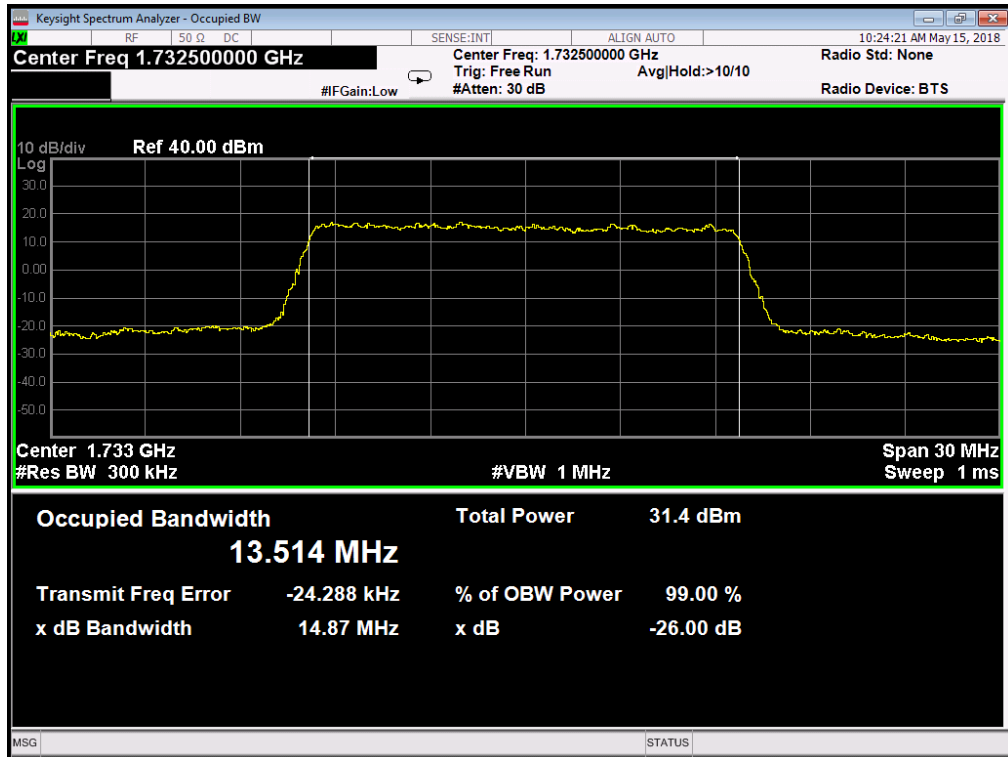 Keysight Spectrum Analyzer - Occupied BW
LXI RF 50 Ω DC SENSE:INT ALIGN AUTO 10:24:21 AM May 15, 2018
Center Freq 1.732500000 GHz Center Freq: 1.732500000 GHz Radio Std: None
Trig: Free Run Avg|Hold:>10/10
#IFGain:Low #Atten: 30 dB Radio Device: BTS
10 dB/div Ref 40.00 dBm
Log
30.0
20.0
10.0
0.00
-10.0
-20.0
-30.0
-40.0
-50.0
Center 1.733 GHz Span 30 MHz
#Res BW 300 kHz #VBW 1 MHz Sweep 1 ms
Occupied Bandwidth Total Power 31.4 dBm
13.514 MHz
Transmit Freq Error -24.288 kHz % of OBW Power 99.00 %
x dB Bandwidth 14.87 MHz x dB -26.00 dB
MSG STATUS